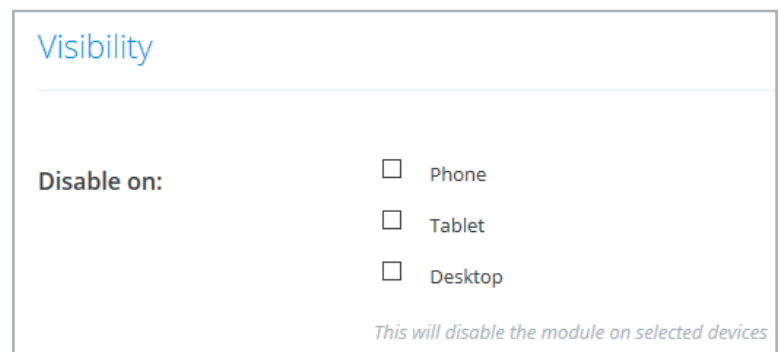 Visibility
Disable on:
Phone
Tablet
Desktop
This will disable the module on selected devices